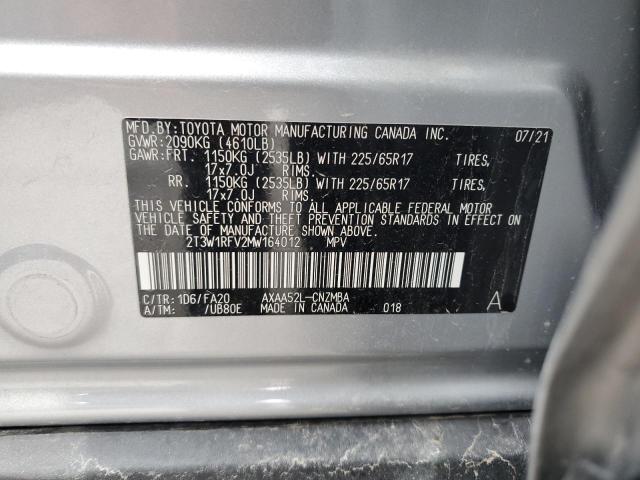 MFD.BY:TOYOTA MOTOR MANUFACTURING CANADA INC. 07/21
GVWR:2090KG (4610LB)
GAWR:FRT. 1150KG (2535LB) WITH 225/65R17 TIRES,
17x7.0J RIMS.
RR. 1150KG (2535LB) WITH 225/65R17 TIRES,
17x7.0J RIMS.
THIS VEHICLE CONFORMS TO ALL APPLICABLE FEDERAL MOTOR
VEHICLE SAFETY AND THEFT PREVENTION STANDARDS IN EFFECT
ON THE DATE OF MANUFACTURE SHOWN ABOVE.
2T3W1RFV2MW164012 MPV
C/TR:1D6/FA20 AXAA52L-CNZMBA A
A/TM: /UB80E MADE IN CANADA 018